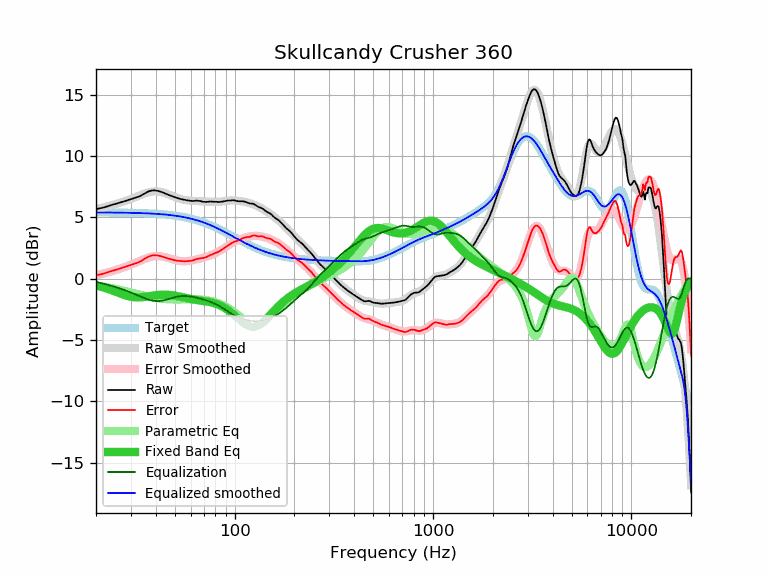 Skullcandy Crusher 360
Amplitude (dBr)
15
10
5
0
−5
−10
−15
Target
Raw Smoothed
Error Smoothed
Raw
Error
Parametric Eq
Fixed Band Eq
Equalization
Equalized smoothed
100
1000
10000
Frequency (Hz)